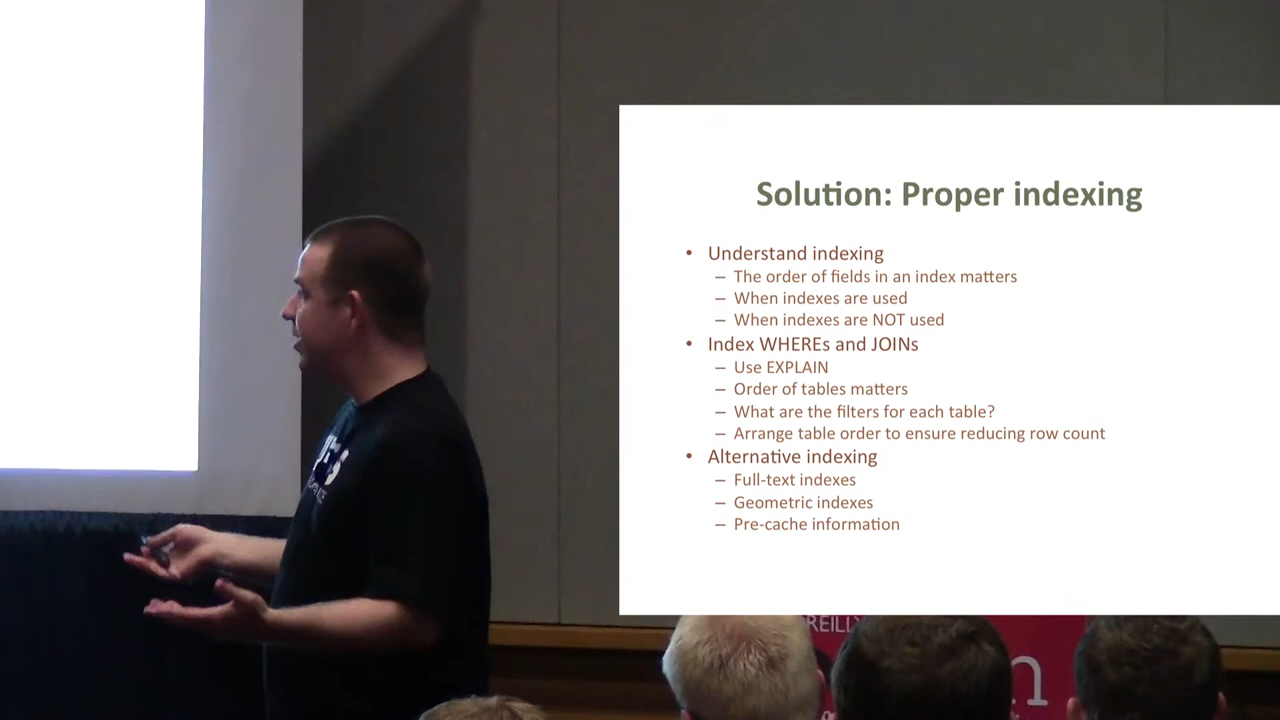 Solution: Proper indexing
• Understand indexing
– The order of fields in an index matters
– When indexes are used
– When indexes are NOT used
• Index WHEREs and JOINs
– Use EXPLAIN
– Order of tables matters
– What are the filters for each table?
– Arrange table order to ensure reducing row count
• Alternative indexing
– Full-text indexes
– Geometric indexes
– Pre-cache information